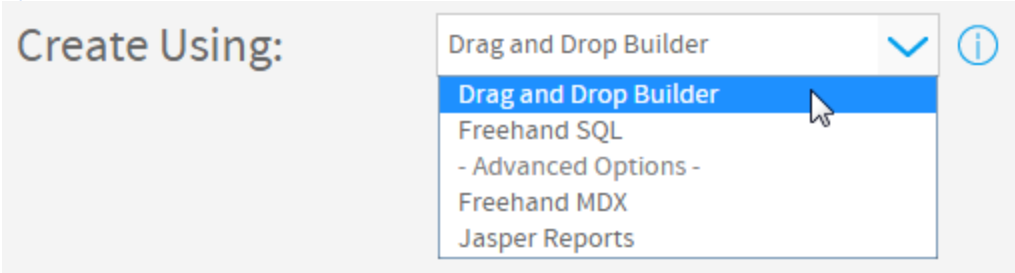 Create Using: Drag and Drop Builder
Drag and Drop Builder
Freehand SQL
- Advanced Options -
Freehand MDX
Jasper Reports